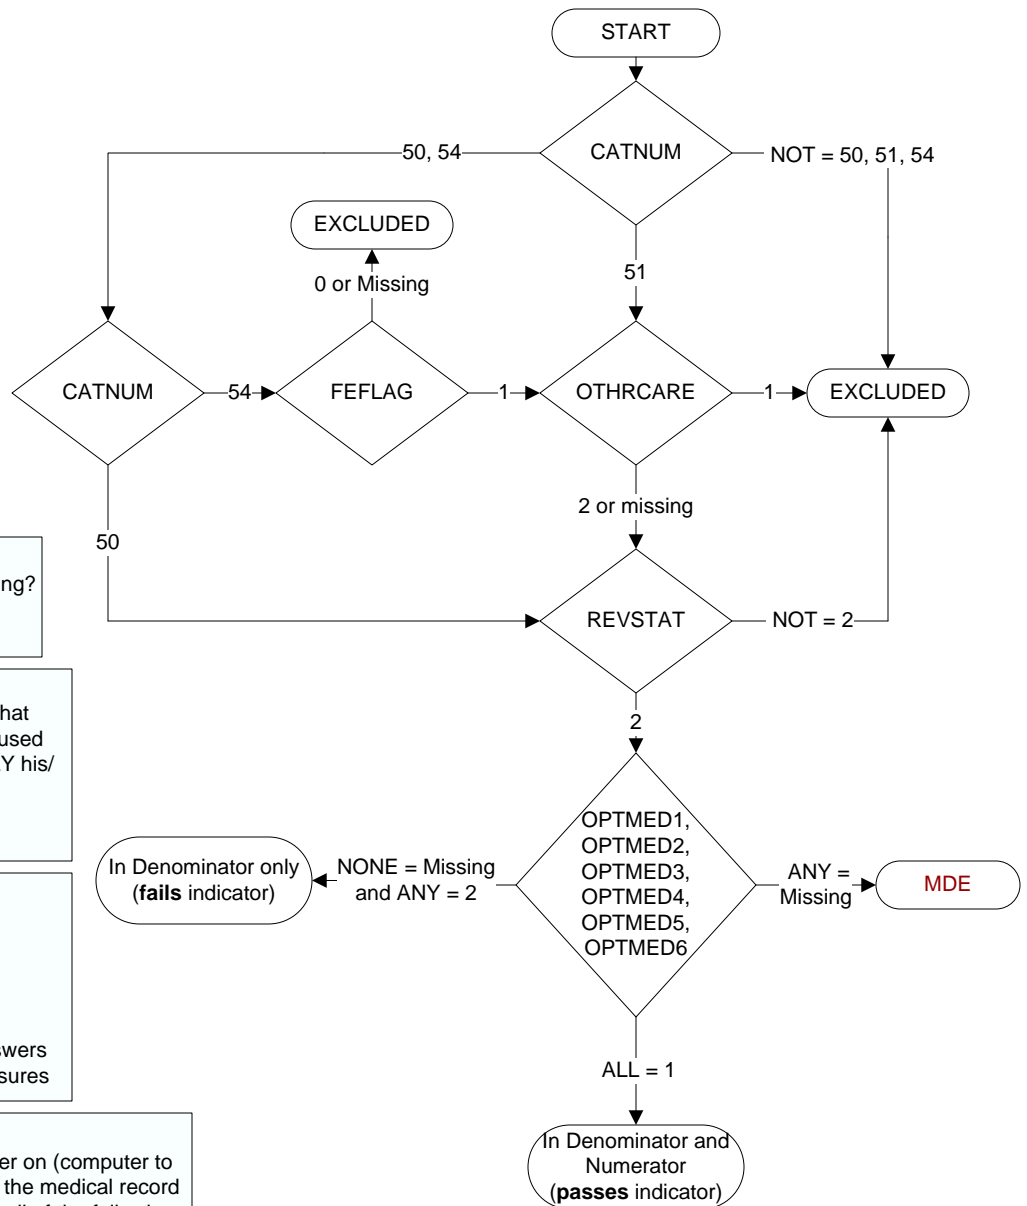 START
CATNUM
50, 54
NOT = 50, 51, 54
EXCLUDED
0 or Missing
51
CATNUM
54
FEFLAG
1
OTHRCARE
1
EXCLUDED
2 or missing
50
REVSTAT
NOT = 2
2
OPTMED1,
OPTMED2,
OPTMED3,
OPTMED4,
OPTMED5,
OPTMED6
In Denominator only
(fails indicator)
NONE = Missing
and ANY = 2
ANY =
Missing
MDE
ALL = 1
In Denominator and
Numerator
(passes indicator)
ng?
hat
used
Y his/
swers
sures
er on (computer to
the medical record